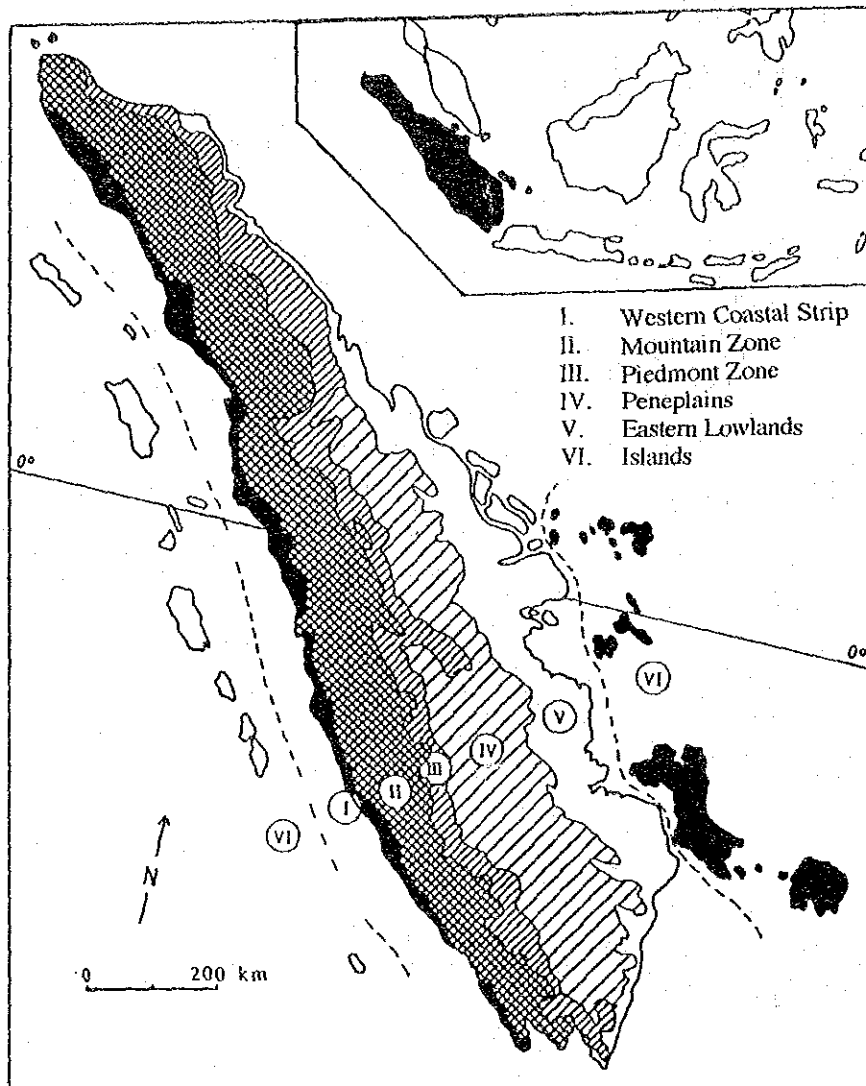 I. Western Coastal Strip
II. Mountain Zone
III. Piedmont Zone
IV. Peneplains
V. Eastern Lowlands
VI. Islands
0°
0°
VI
V
IV
III
II
I
VI
N
0 200 km